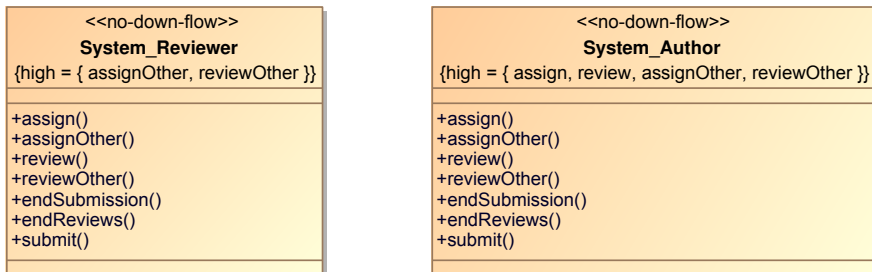 <<no-down-flow>>
System_Reviewer
{high = { assignOther, reviewOther }}
+assign()
+assignOther()
+review()
+reviewOther()
+endSubmission()
+endReviews()
+submit()
<<no-down-flow>>
System_Author
{high = { assign, review, assignOther, reviewOther }}
+assign()
+assignOther()
+review()
+reviewOther()
+endSubmission()
+endReviews()
+submit()